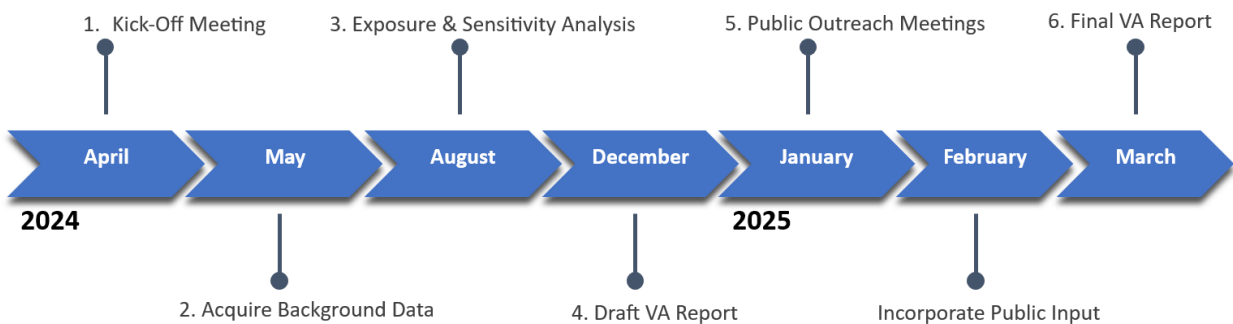 1. Kick-Off Meeting
3. Exposure & Sensitivity Analysis
5. Public Outreach Meetings
6. Final VA Report
April
May
August
December
January
February
March
2024
2025
2. Acquire Background Data
4. Draft VA Report
Incorporate Public Input